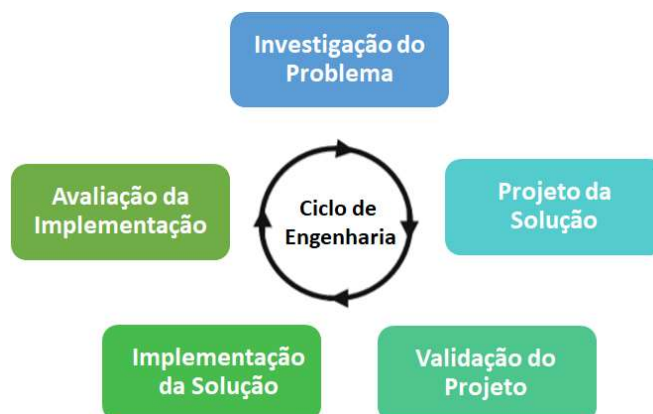 Investigação do
Problema
Projeto da
Solução
Validação do
Projeto
Implementação
da Solução
Avaliação da
Implementação
Ciclo de
Engenharia